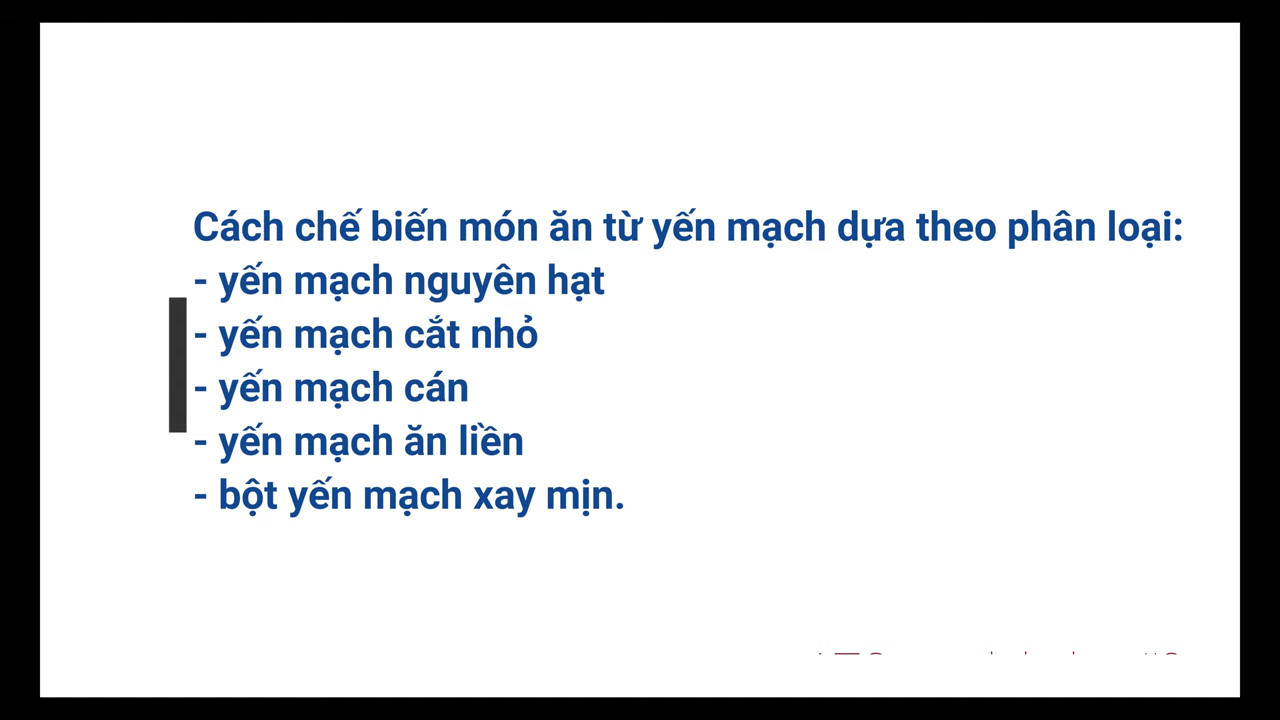 Cách chế biến món ăn từ yến mạch dựa theo phân loại:
- yến mạch nguyên hạt
- yến mạch cắt nhỏ
- yến mạch cán
- yến mạch ăn liền
- bột yến mạch xay mịn.